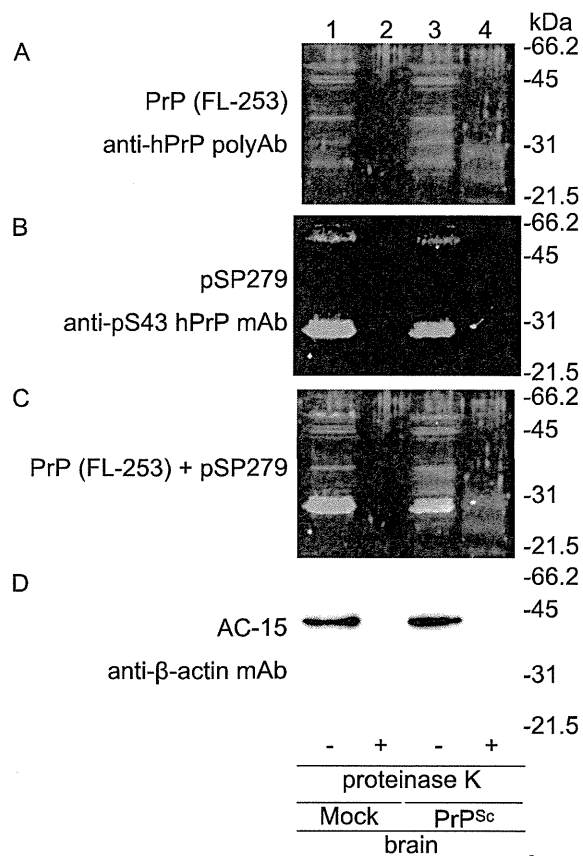 1 2 3 4 kDa
A
-66.2
-45
PrP (FL-253)
anti-hPrP polyAb
-31
-21.5
B
-66.2
-45
pSP279
anti-pS43 hPrP mAb
-31
-21.5
C
-66.2
-45
PrP (FL-253) + pSP279
-31
-21.5
D
-66.2
-45
AC-15
anti-β-actin mAb
-31
-21.5
- + - +
proteinase K
Mock PrPSc
brain